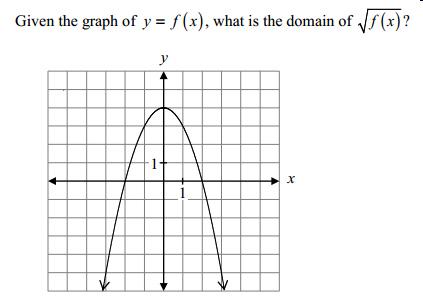 Given the graph of y = f(x), what is the domain of √f(x)?
y
1
x
1